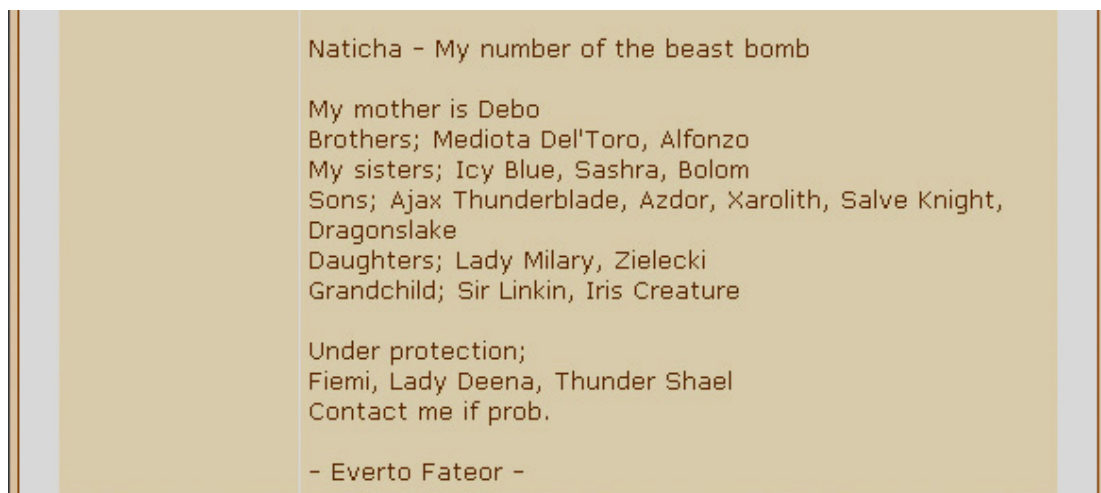 Naticha - My number of the beast bomb
My mother is Debo
Brothers; Mediota Del'Toro, Alfonzo
My sisters; Icy Blue, Sashra, Bolom
Sons; Ajax Thunderblade, Azdor, Xarolith, Salve Knight,
Dragonslake
Daughters; Lady Milary, Zielecki
Grandchild; Sir Linkin, Iris Creature
Under protection;
Fiemi, Lady Deena, Thunder Shael
Contact me if prob.
- Everto Fateor -